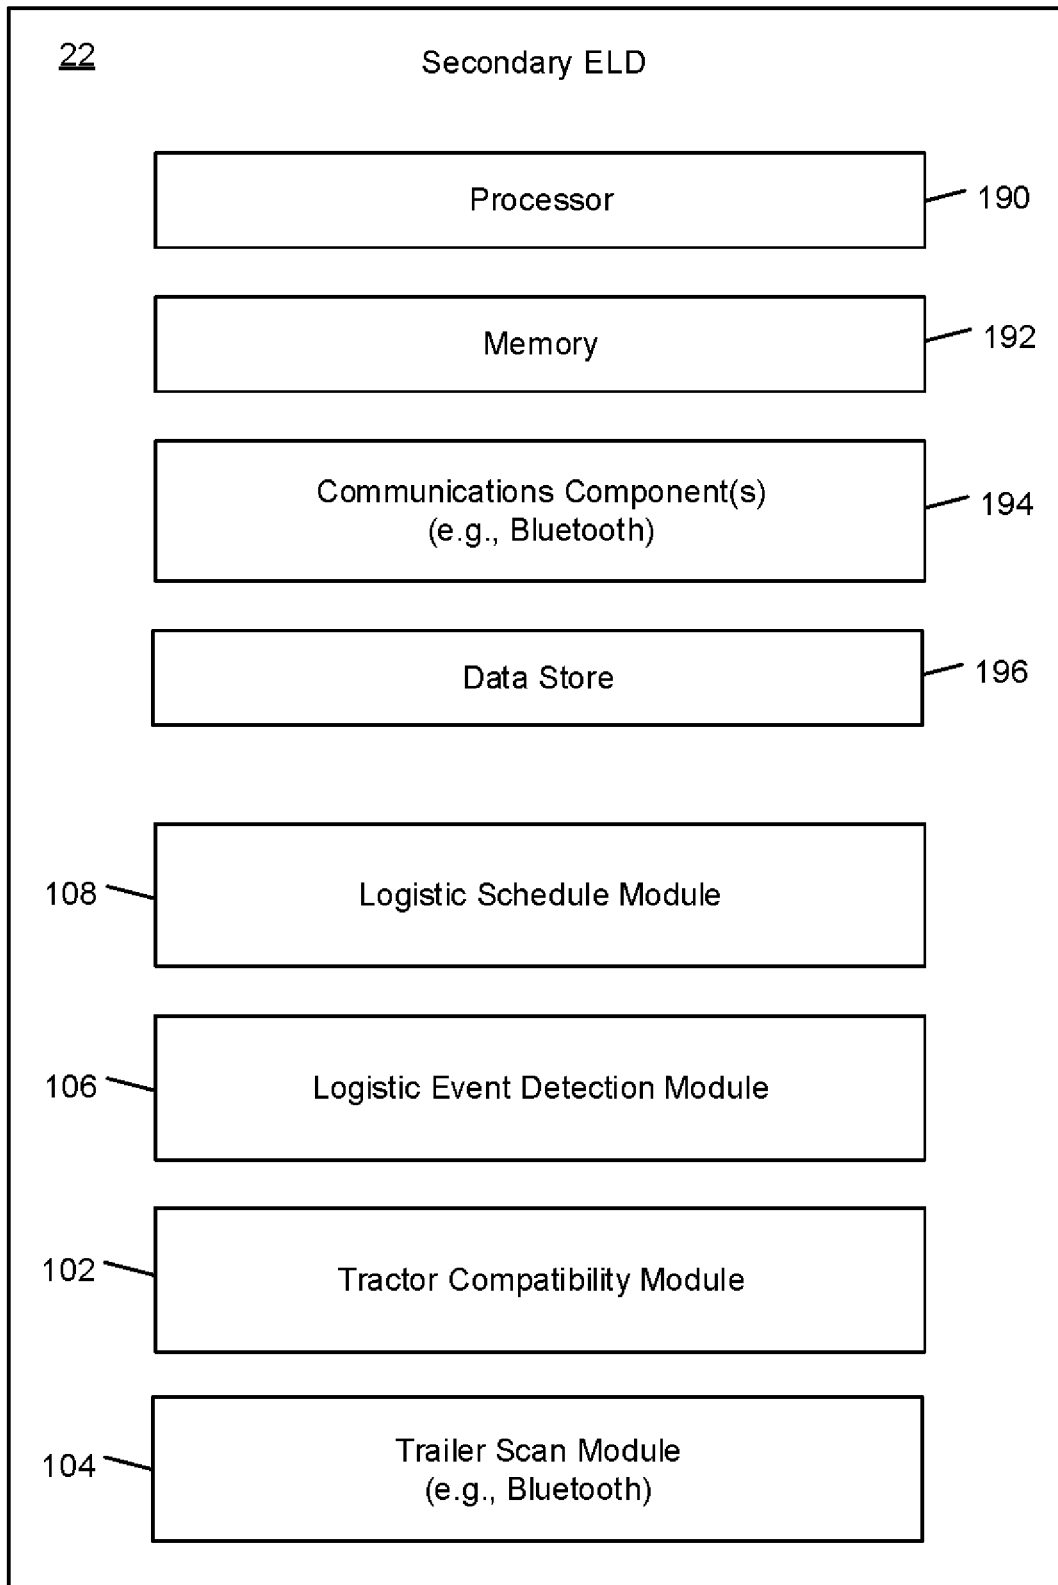 22
Secondary ELD
Processor
190
Memory
192
Communications Component(s)
(e.g., Bluetooth)
194
Data Store
196
108
Logistic Schedule Module
106
Logistic Event Detection Module
102
Tractor Compatibility Module
104
Trailer Scan Module
(e.g., Bluetooth)